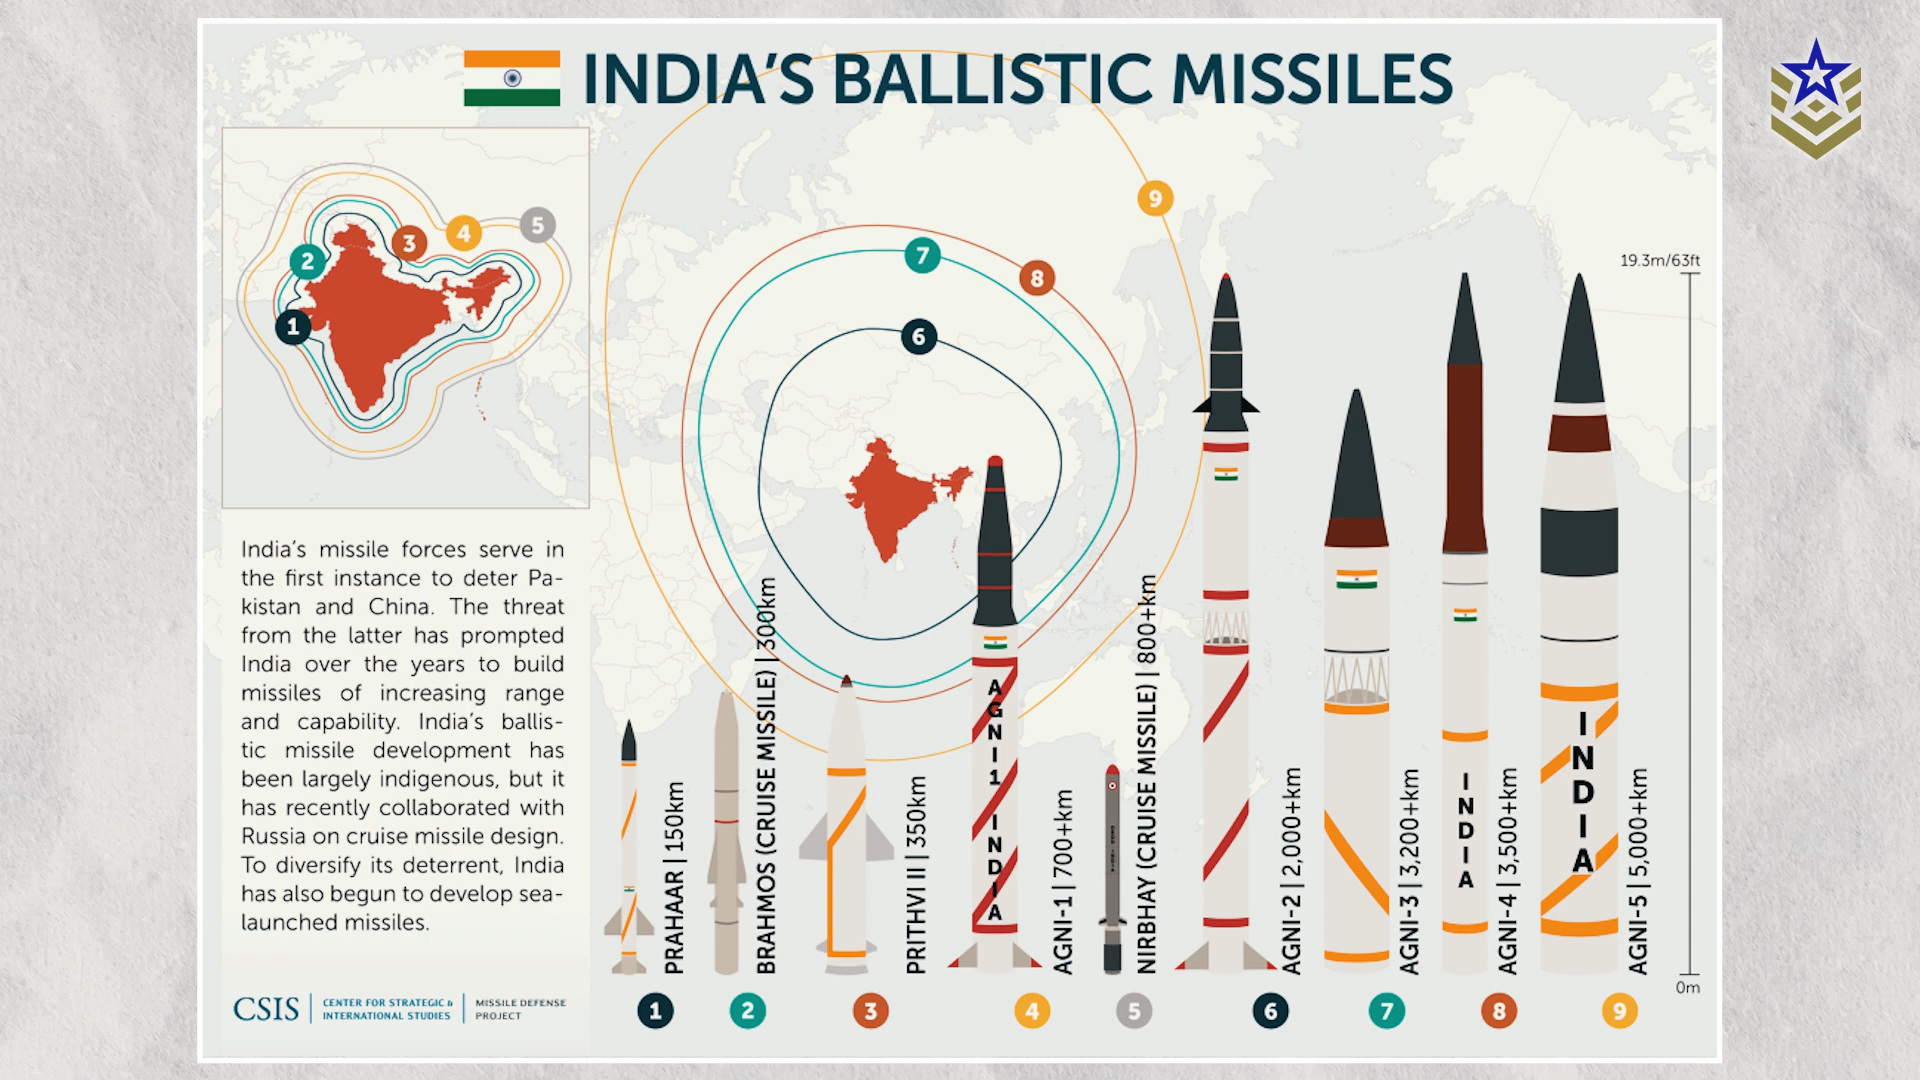 INDIA'S BALLISTIC MISSILES
1
2
3
4
5
6
7
8
9
19.3m/63ft
0m
India's missile forces serve in
the first instance to deter Pa-
kistan and China. The threat
from the latter has prompted
India over the years to build
missiles of increasing range
and capability. India's ballis-
tic missile development has
been largely indigenous, but it
has recently collaborated with
Russia on cruise missile design.
To diversify its deterrent, India
has also begun to develop sea-
launched missiles.
CSIS
CENTER FOR STRATEGIC &
INTERNATIONAL STUDIES
MISSILE DEFENSE
PROJECT
PRAHAAR | 150km
BRAHMOS (CRUISE MISSILE) | 300km
PRITHVI II | 350km
AGNI1 INDIA
AGNI-1 | 700+km
NIRBHAY (CRUISE MISSILE) | 800+km
AGNI-2 | 2,000+km
AGNI-3 | 3,200+km
INDIA
AGNI-4 | 3,500+km
INDIA
AGNI-5 | 5,000+km
1
2
3
4
5
6
7
8
9